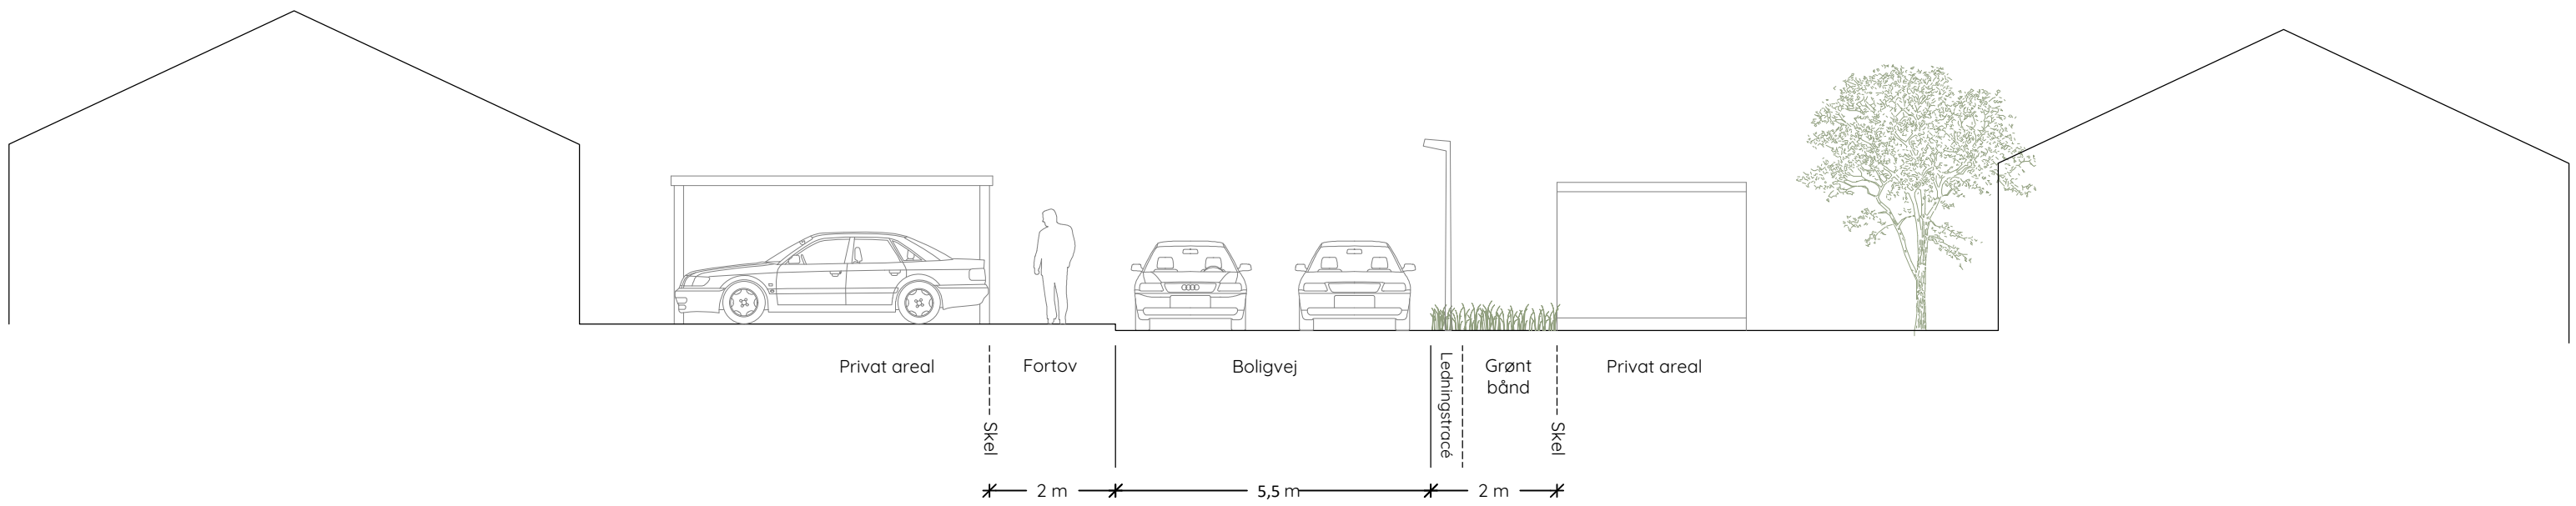 Privat areal
Fortov
Boligvej
Ledningstracé
Grønt
bånd
Privat areal
Skel
Skel
2 m
5,5 m
2 m